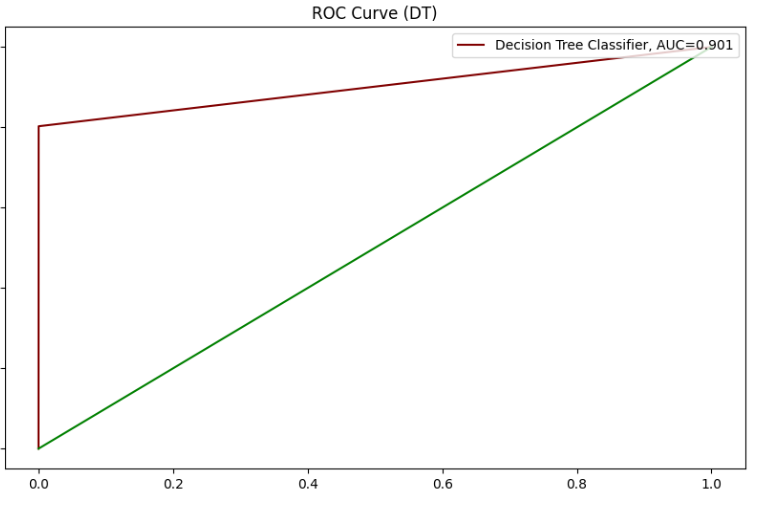 ROC Curve (DT)
Decision Tree Classifier, AUC=0.901
0.0 0.2 0.4 0.6 0.8 1.0